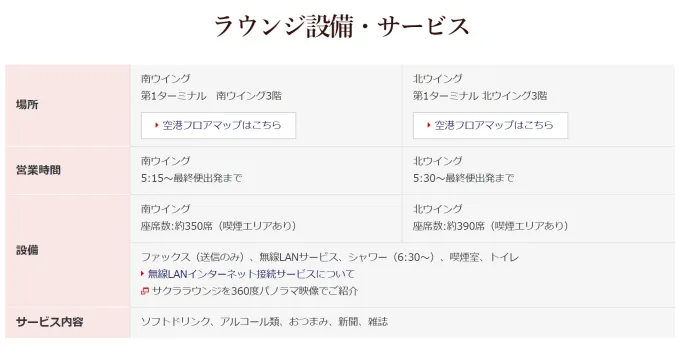 ラウンジ設備・サービス
場所
南ウイング
第1ターミナル　南ウイング3階
空港フロアマップはこちら
北ウイング
第1ターミナル 北ウイング3階
空港フロアマップはこちら
営業時間
南ウイング
5:15～最終便出発まで
北ウイング
5:30～最終便出発まで
設備
南ウイング
座席数:約350席（喫煙エリアあり）
北ウイング
座席数:約390席（喫煙エリアあり）
ファックス（送信のみ）、無線LANサービス、シャワー（6:30～）、喫煙室、トイレ
無線LANインターネット接続サービスについて
サクララウンジを360度パノラマ映像でご紹介
サービス内容
ソフトドリンク、アルコール類、おつまみ、新聞、雑誌